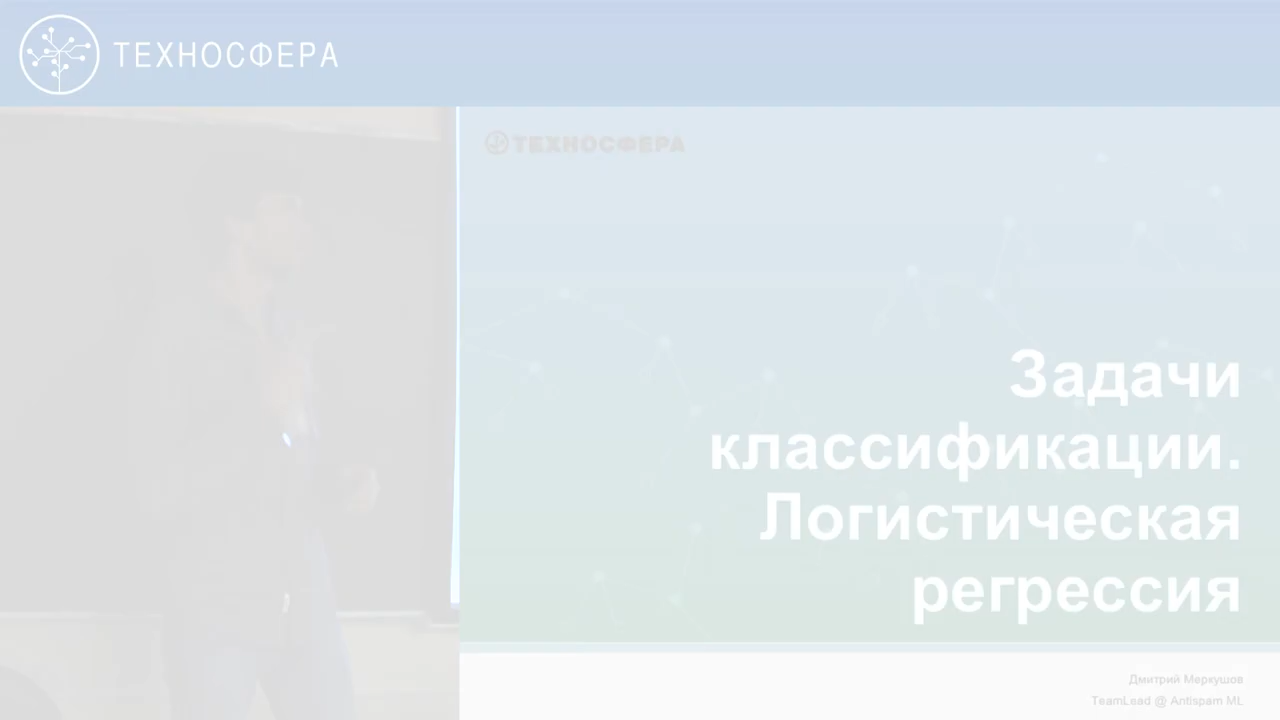 ТЕХНОСФЕРА
ТЕХНОСФЕРА
Задачи
классификации.
Логистическая
регрессия
Дмитрий Меркушов
TeamLead @ Antispam ML